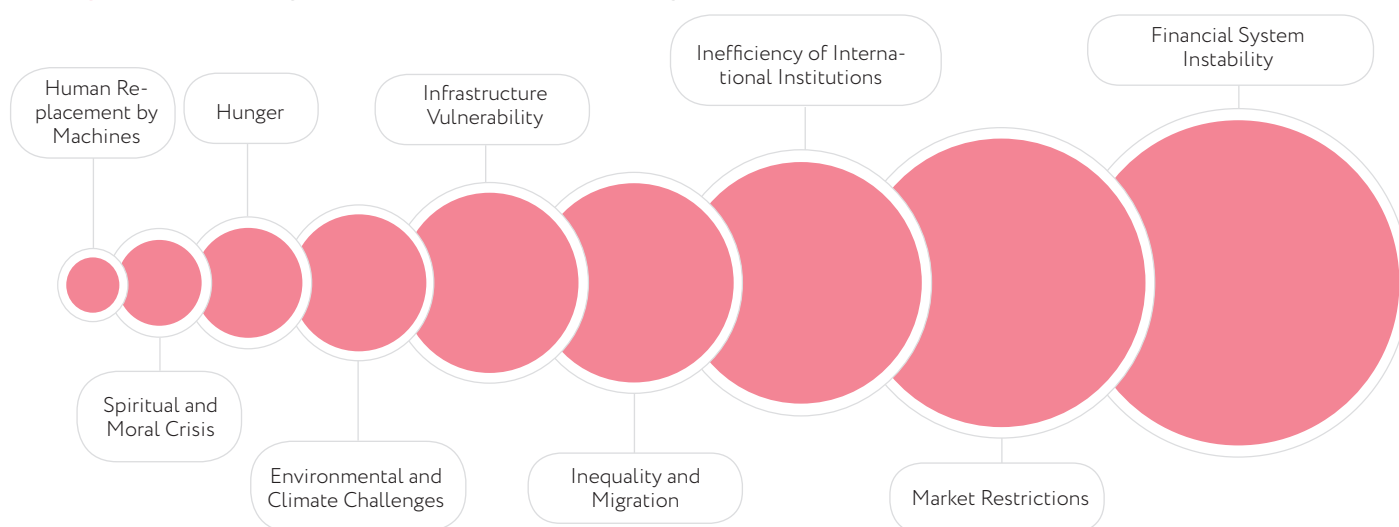 Human Re-
placement by
Machines
Spiritual and
Moral Crisis
Hunger
Environmental and
Climate Challenges
Infrastructure
Vulnerability
Inequality and
Migration
Inefficiency of Interna-
tional Institutions
Market Restrictions
Financial System
Instability